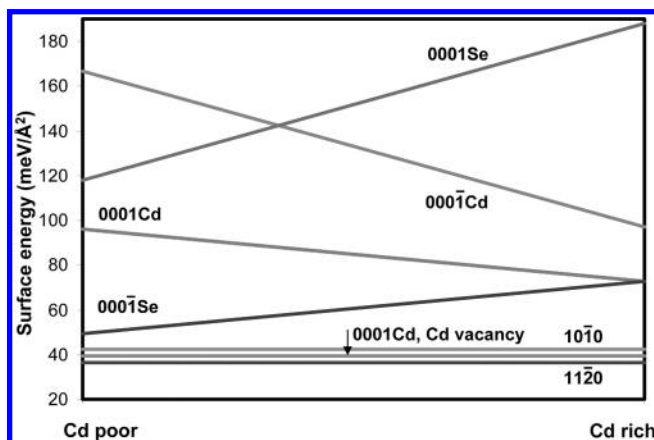 Surface energy (meV/Å²)
180
160
140
120
100
80
60
40
20
0001Se
0001̄Cd
0001Cd
0001̄Se
0001Cd, Cd vacancy
101̄0
112̄0
Cd poor
Cd rich